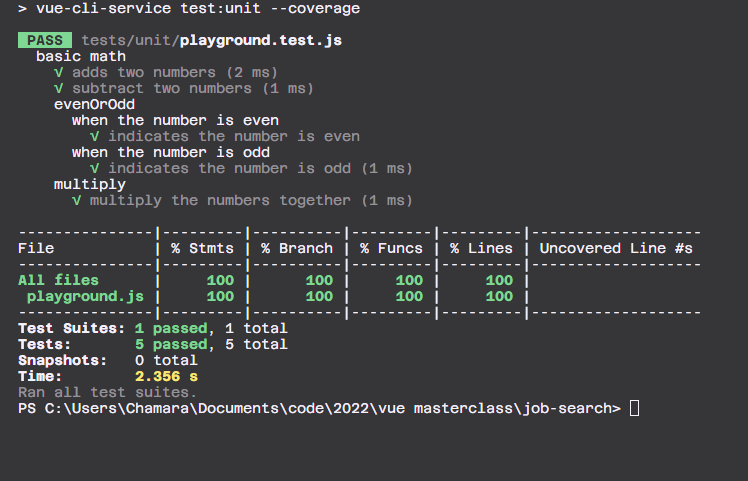 > vue-cli-service test:unit --coverage
PASS tests/unit/playground.test.js
basic math
√ adds two numbers (2 ms)
√ subtract two numbers (1 ms)
evenOrOdd
when the number is even
√ indicates the number is even
when the number is odd
√ indicates the number is odd (1 ms)
multiply
√ multiply the numbers together (1 ms)
---------------|---------|----------|---------|---------|-------------------
File | % Stmts | % Branch | % Funcs | % Lines | Uncovered Line #s
---------------|---------|----------|---------|---------|-------------------
All files | 100 | 100 | 100 | 100 |
playground.js | 100 | 100 | 100 | 100 |
---------------|---------|----------|---------|---------|-------------------
Test Suites: 1 passed, 1 total
Tests: 5 passed, 5 total
Snapshots: 0 total
Time: 2.356 s
Ran all test suites.
PS C:\Users\Chamara\Documents\code\2022\vue masterclass\job-search>